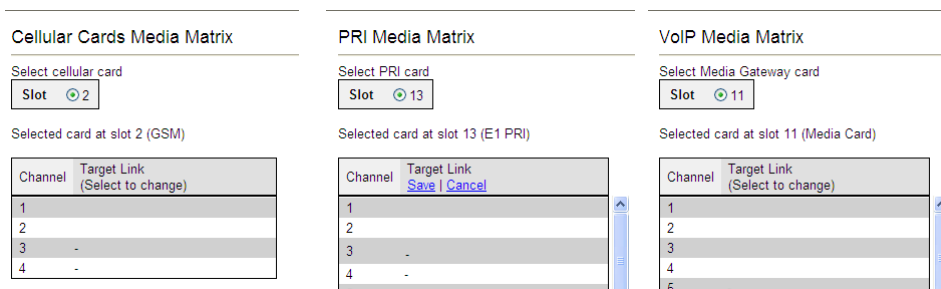 Cellular Cards Media Matrix
Select cellular card
Slot 2
Selected card at slot 2 (GSM)
Channel Target Link
(Select to change)
1
2
3 -
4 -
PRI Media Matrix
Select PRI card
Slot 13
Selected card at slot 13 (E1 PRI)
Channel Target Link
Save | Cancel
1
2
3 -
4 -
VoIP Media Matrix
Select Media Gateway card
Slot 11
Selected card at slot 11 (Media Card)
Channel Target Link
(Select to change)
1
2
3
4
5